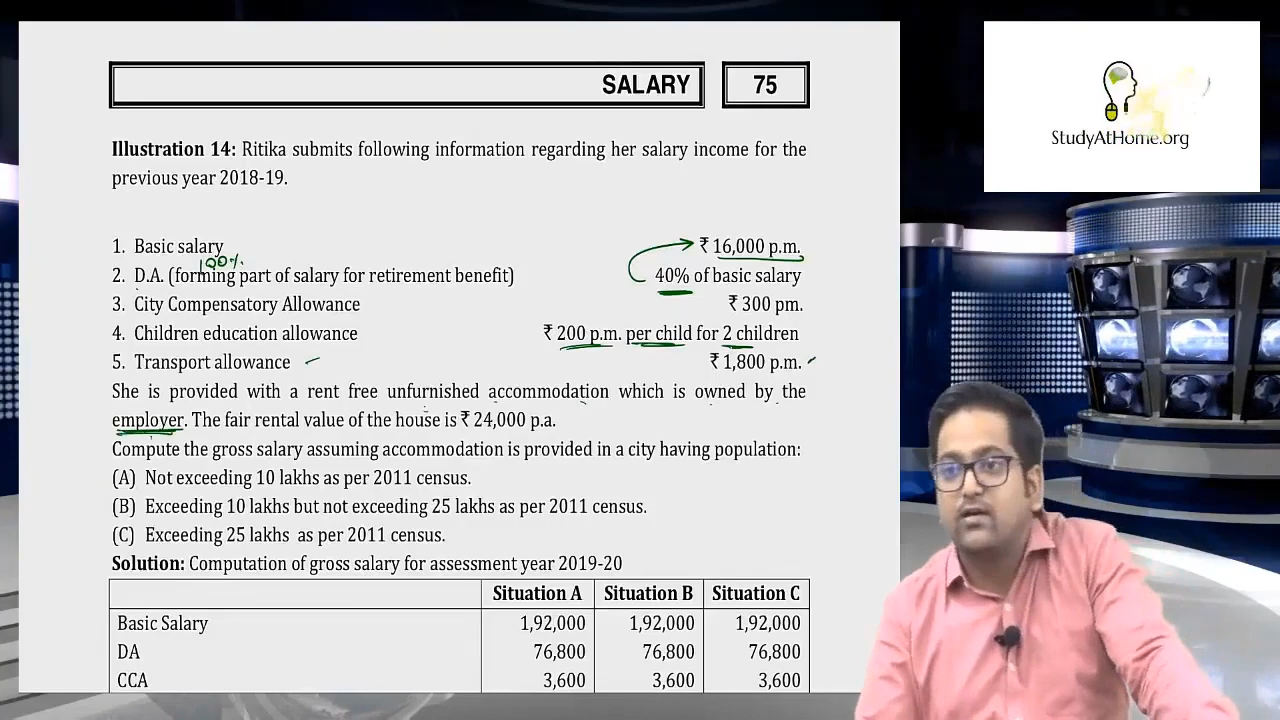 SALARY 75
StudyAtHome.org
Illustration 14: Ritika submits following information regarding her salary income for the
previous year 2018-19.
1. Basic salary ₹ 16,000 p.m.
100%
2. D.A. (forming part of salary for retirement benefit) 40% of basic salary
3. City Compensatory Allowance ₹ 300 pm.
4. Children education allowance ₹ 200 p.m. per child for 2 children
5. Transport allowance ₹ 1,800 p.m.
She is provided with a rent free unfurnished accommodation which is owned by the
employer. The fair rental value of the house is ₹ 24,000 p.a.
Compute the gross salary assuming accommodation is provided in a city having population:
(A) Not exceeding 10 lakhs as per 2011 census.
(B) Exceeding 10 lakhs but not exceeding 25 lakhs as per 2011 census.
(C) Exceeding 25 lakhs as per 2011 census.
Solution: Computation of gross salary for assessment year 2019-20
Situation A Situation B Situation C
Basic Salary 1,92,000 1,92,000 1,92,000
DA 76,800 76,800 76,800
CCA 3,600 3,600 3,600